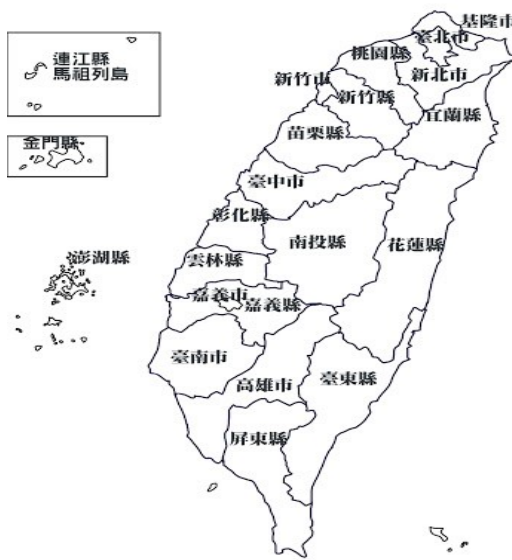 基隆市
臺北市
桃園縣
新北市
連江縣
馬祖列島
新竹市
新竹縣
宜蘭縣
苗栗縣
金門縣
臺中市
彰化縣
南投縣
花蓮縣
澎湖縣
雲林縣
嘉義市
嘉義縣
臺南市
臺東縣
高雄市
屏東縣